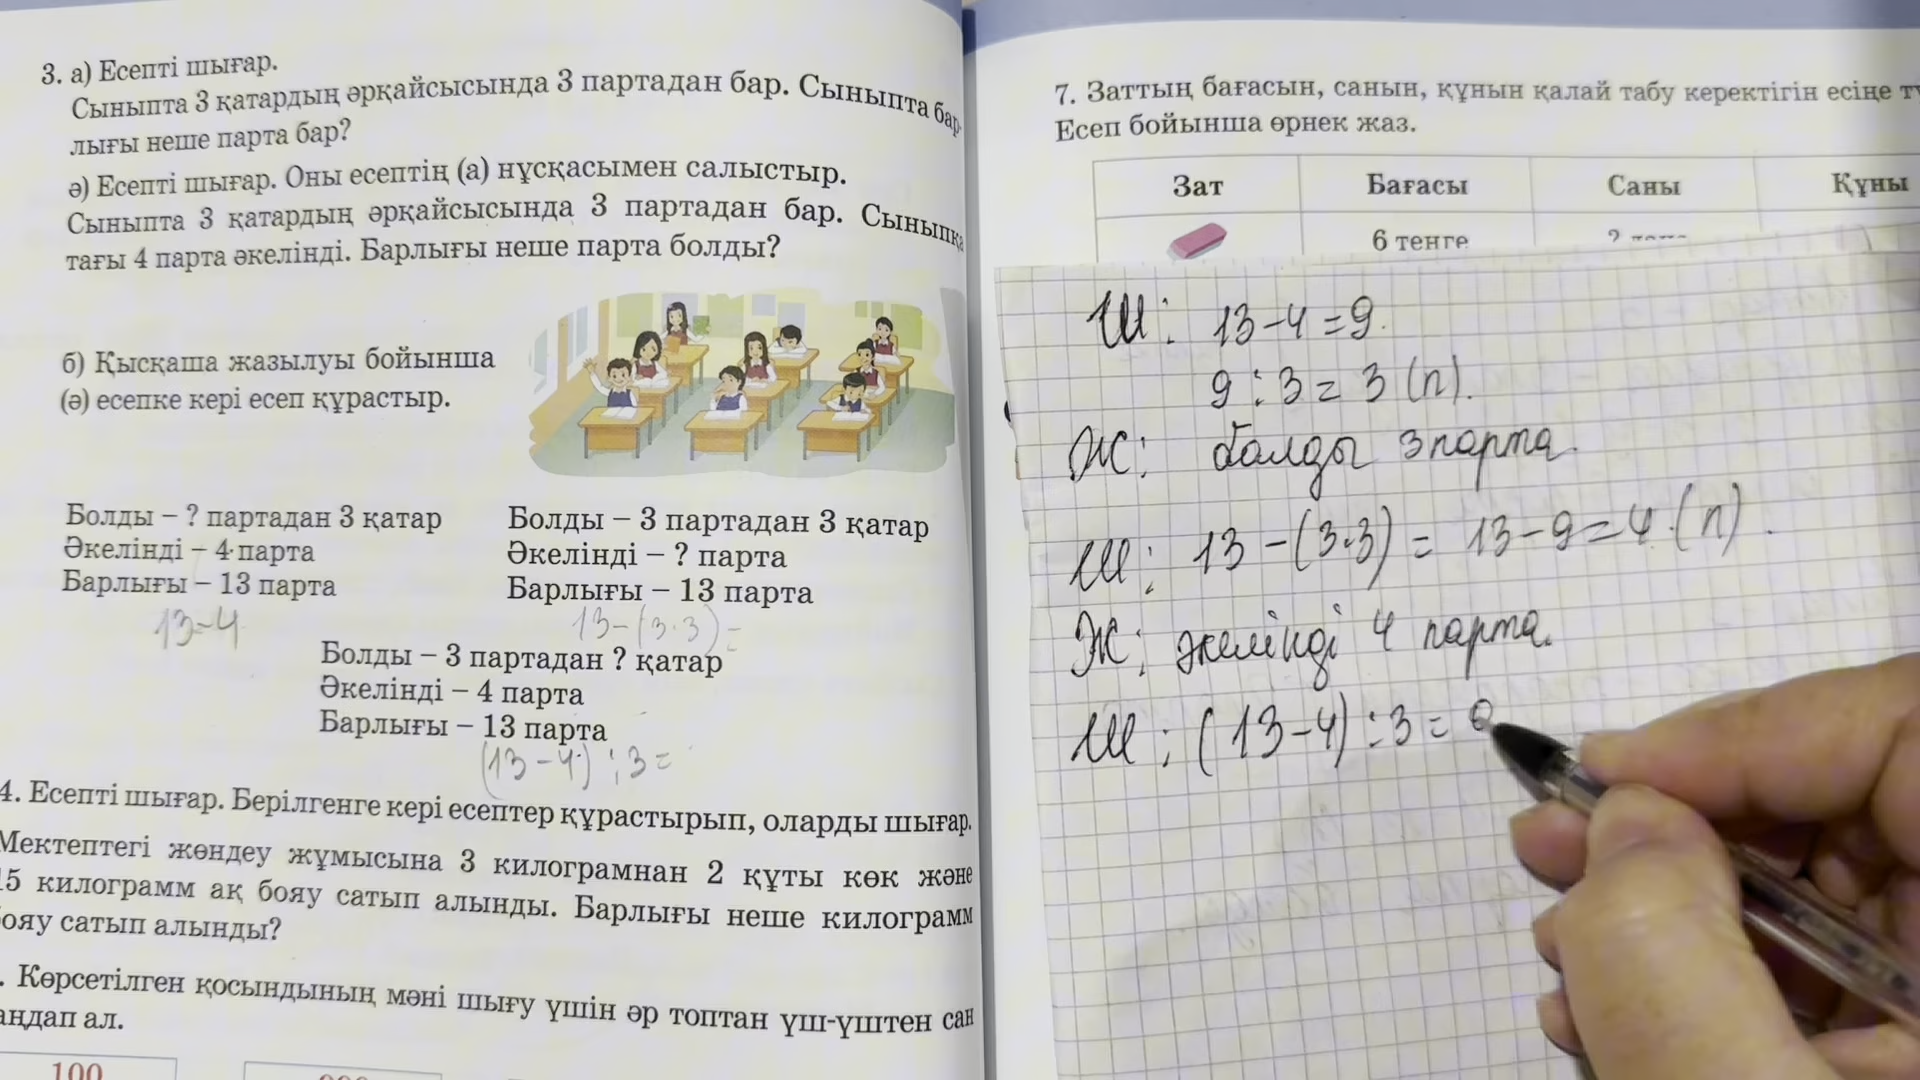 3. а) Есепті шығар.
Сыныпта 3 қатардың әрқайсысында 3 партадан бар. Сыныпта бар-
лығы неше парта бар?
ә) Есепті шығар. Оны есептің (а) нұсқасымен салыстыр.
Сыныпта 3 қатардың әрқайсысында 3 партадан бар. Сыныпқа
тағы 4 парта әкелінді. Барлығы неше парта болды?
б) Қысқаша жазылуы бойынша
(ә) есепке кері есеп құрастыр.
Болды – ? партадан 3 қатар
Әкелінді – 4 парта
Барлығы – 13 парта
13-4
Болды – 3 партадан 3 қатар
Әкелінді – ? парта
Барлығы – 13 парта
13-(3·3)=
Болды – 3 партадан ? қатар
Әкелінді – 4 парта
Барлығы – 13 парта
(13-4):3=
4. Есепті шығар. Берілгенге кері есептер құрастырып, оларды шығар.
Мектептегі жөндеу жұмысына 3 килограмнан 2 құты көк және
15 килограмм ақ бояу сатып алынды. Барлығы неше килограмм
бояу сатып алынды?
. Көрсетілген қосындының мәні шығу үшін әр топтан үш-үштен сан
аңдап ал.
100
7. Заттың бағасын, санын, құнын қалай табу керектігін есіңе
Есеп бойынша өрнек жаз.
Зат Бағасы Саны Құны
6 теңге
Ш: 13-4=9.
9:3=3 (п).
Ж: болды 3 парта.
Ш: 13-(3·3)=13-9=4.(п).
Ж: әкелінді 4 парта.
Ш: (13-4):3=